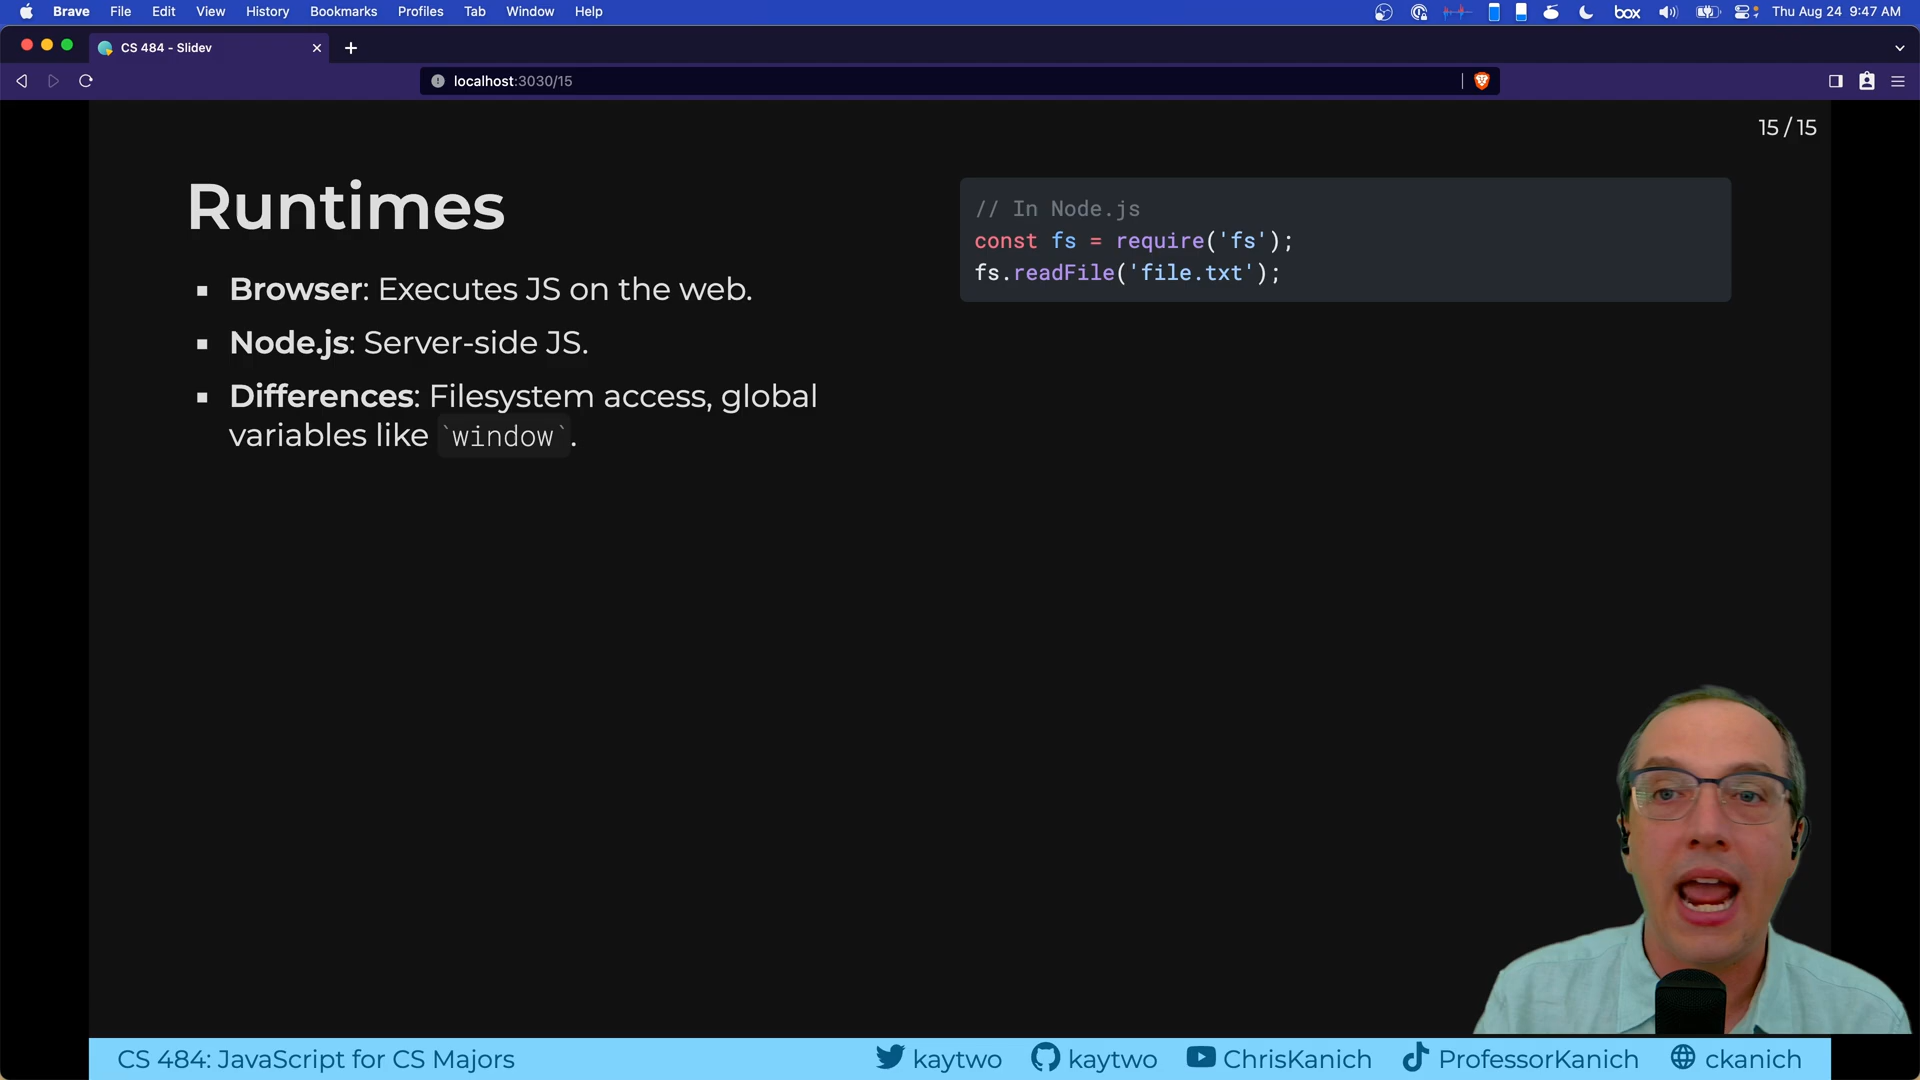 Brave File Edit View History Bookmarks Profiles Tab Window Help box Thu Aug 24 9:47 AM
CS 484 - Slidev
localhost:3030/15
15 / 15
Runtimes
Browser: Executes JS on the web.
Node.js: Server-side JS.
Differences: Filesystem access, global
variables like `window`.
// In Node.js
const fs = require('fs');
fs.readFile('file.txt');
CS 484: JavaScript for CS Majors kaytwo kaytwo ChrisKanich ProfessorKanich ckanich